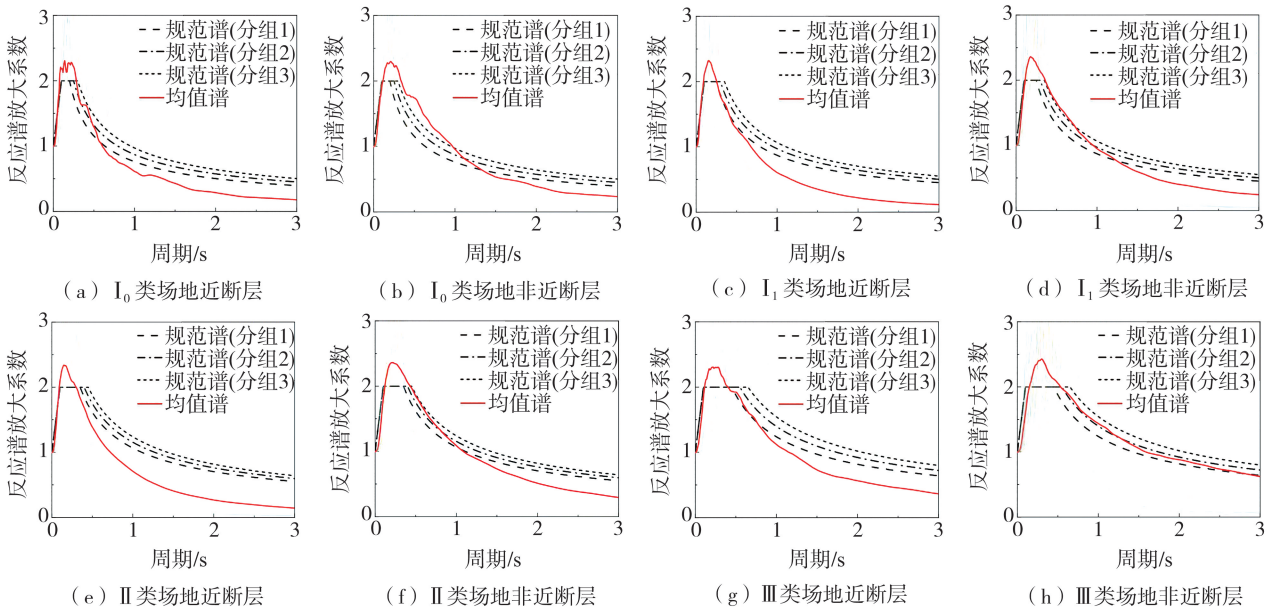 3
2
1
0
反应谱放大系数
规范谱(分组1)
规范谱(分组2)
规范谱(分组3)
均值谱
0 1 2 3
周期/s
(a) Ⅰ0 类场地近断层
3
2
1
0
反应谱放大系数
规范谱(分组1)
规范谱(分组2)
规范谱(分组3)
均值谱
0 1 2 3
周期/s
(b) Ⅰ0 类场地非近断层
3
2
1
0
反应谱放大系数
规范谱(分组1)
规范谱(分组2)
规范谱(分组3)
均值谱
0 1 2 3
周期/s
(c) Ⅰ1 类场地近断层
3
2
1
0
反应谱放大系数
规范谱(分组1)
规范谱(分组2)
规范谱(分组3)
均值谱
0 1 2 3
周期/s
(d) Ⅰ1 类场地非近断层
3
2
1
0
反应谱放大系数
规范谱(分组1)
规范谱(分组2)
规范谱(分组3)
均值谱
0 1 2 3
周期/s
(e) Ⅱ类场地近断层
3
2
1
0
反应谱放大系数
规范谱(分组1)
规范谱(分组2)
规范谱(分组3)
均值谱
0 1 2 3
周期/s
(f) Ⅱ类场地非近断层
3
2
1
0
反应谱放大系数
规范谱(分组1)
规范谱(分组2)
规范谱(分组3)
均值谱
0 1 2 3
周期/s
(g) Ⅲ类场地近断层
3
2
1
0
反应谱放大系数
规范谱(分组1)
规范谱(分组2)
规范谱(分组3)
均值谱
0 1 2 3
周期/s
(h) Ⅲ类场地非近断层